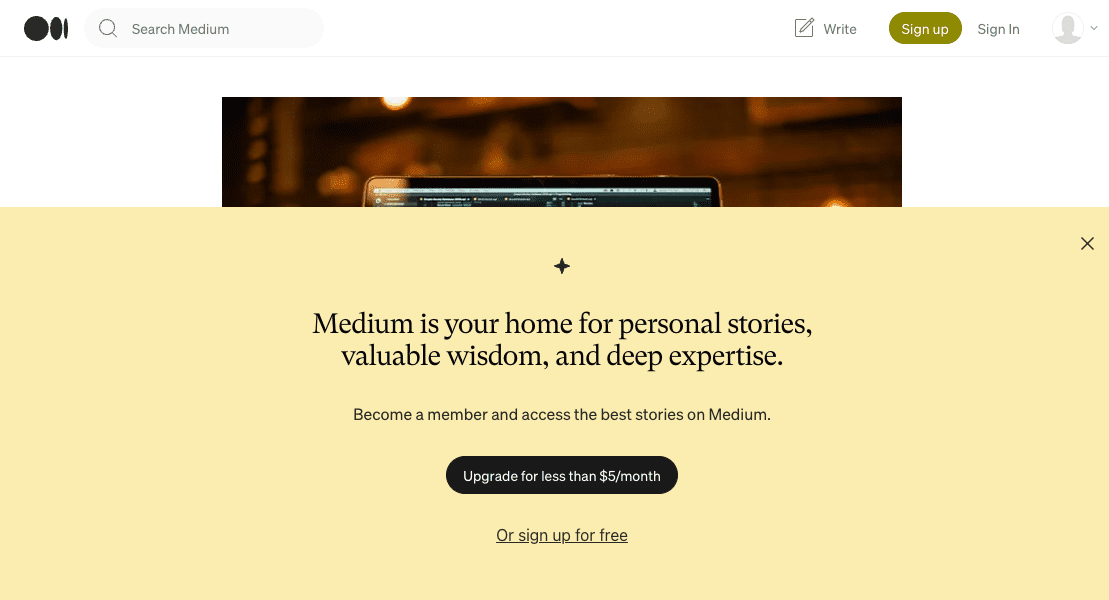 Search Medium
Write
Sign up
Sign In
Medium is your home for personal stories,
valuable wisdom, and deep expertise.
Become a member and access the best stories on Medium.
Upgrade for less than $5/month
Or sign up for free